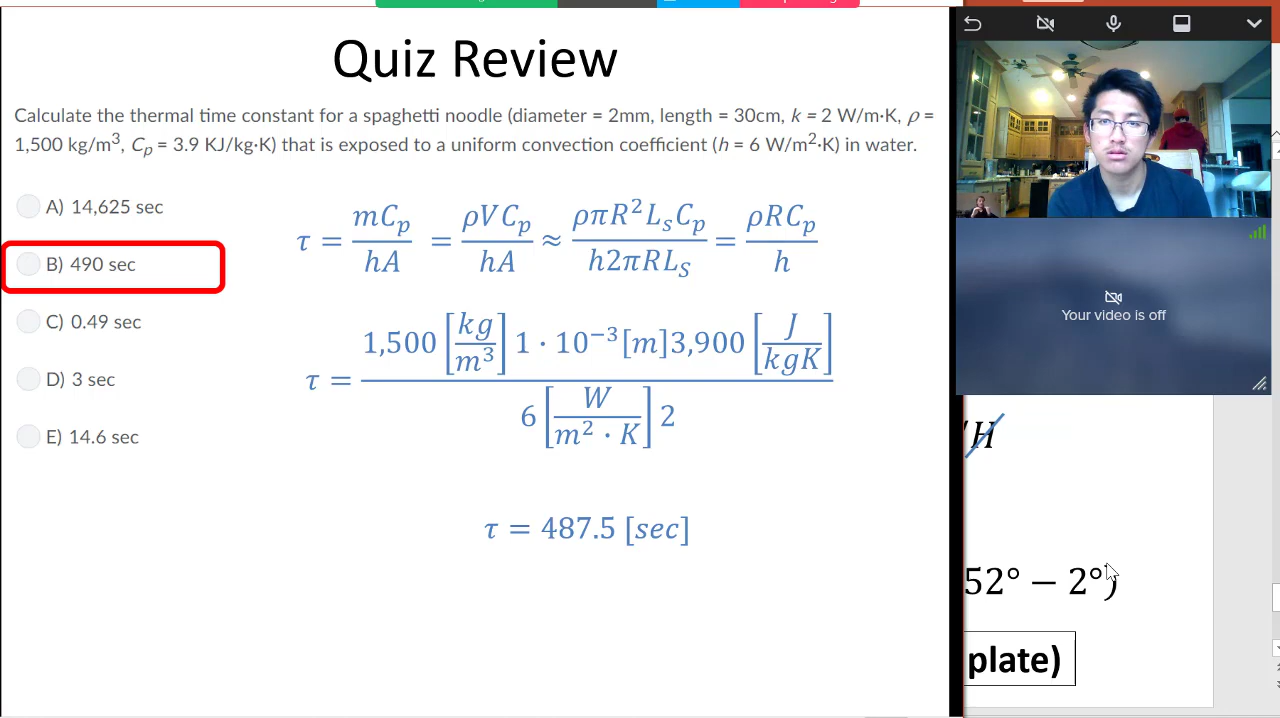 Quiz Review
Calculate the thermal time constant for a spaghetti noodle (diameter = 2mm, length = 30cm, k = 2 W/m·K, ρ =
1,500 kg/m³, Cₚ = 3.9 KJ/kg·K) that is exposed to a uniform convection coefficient (h = 6 W/m²·K) in water.
A) 14,625 sec
B) 490 sec
C) 0.49 sec
D) 3 sec
E) 14.6 sec
τ = mCₚ/hA = ρVCₚ/hA ≈ ρπR²LₛCₚ/h2πRL_S = ρRCₚ/h
τ = 1,500 [kg/m³] 1 · 10⁻³[m]3,900 [J/kgK] / 6 [W/m² · K] 2
τ = 487.5 [sec]
Your video is off
H
52° − 2°)
plate)